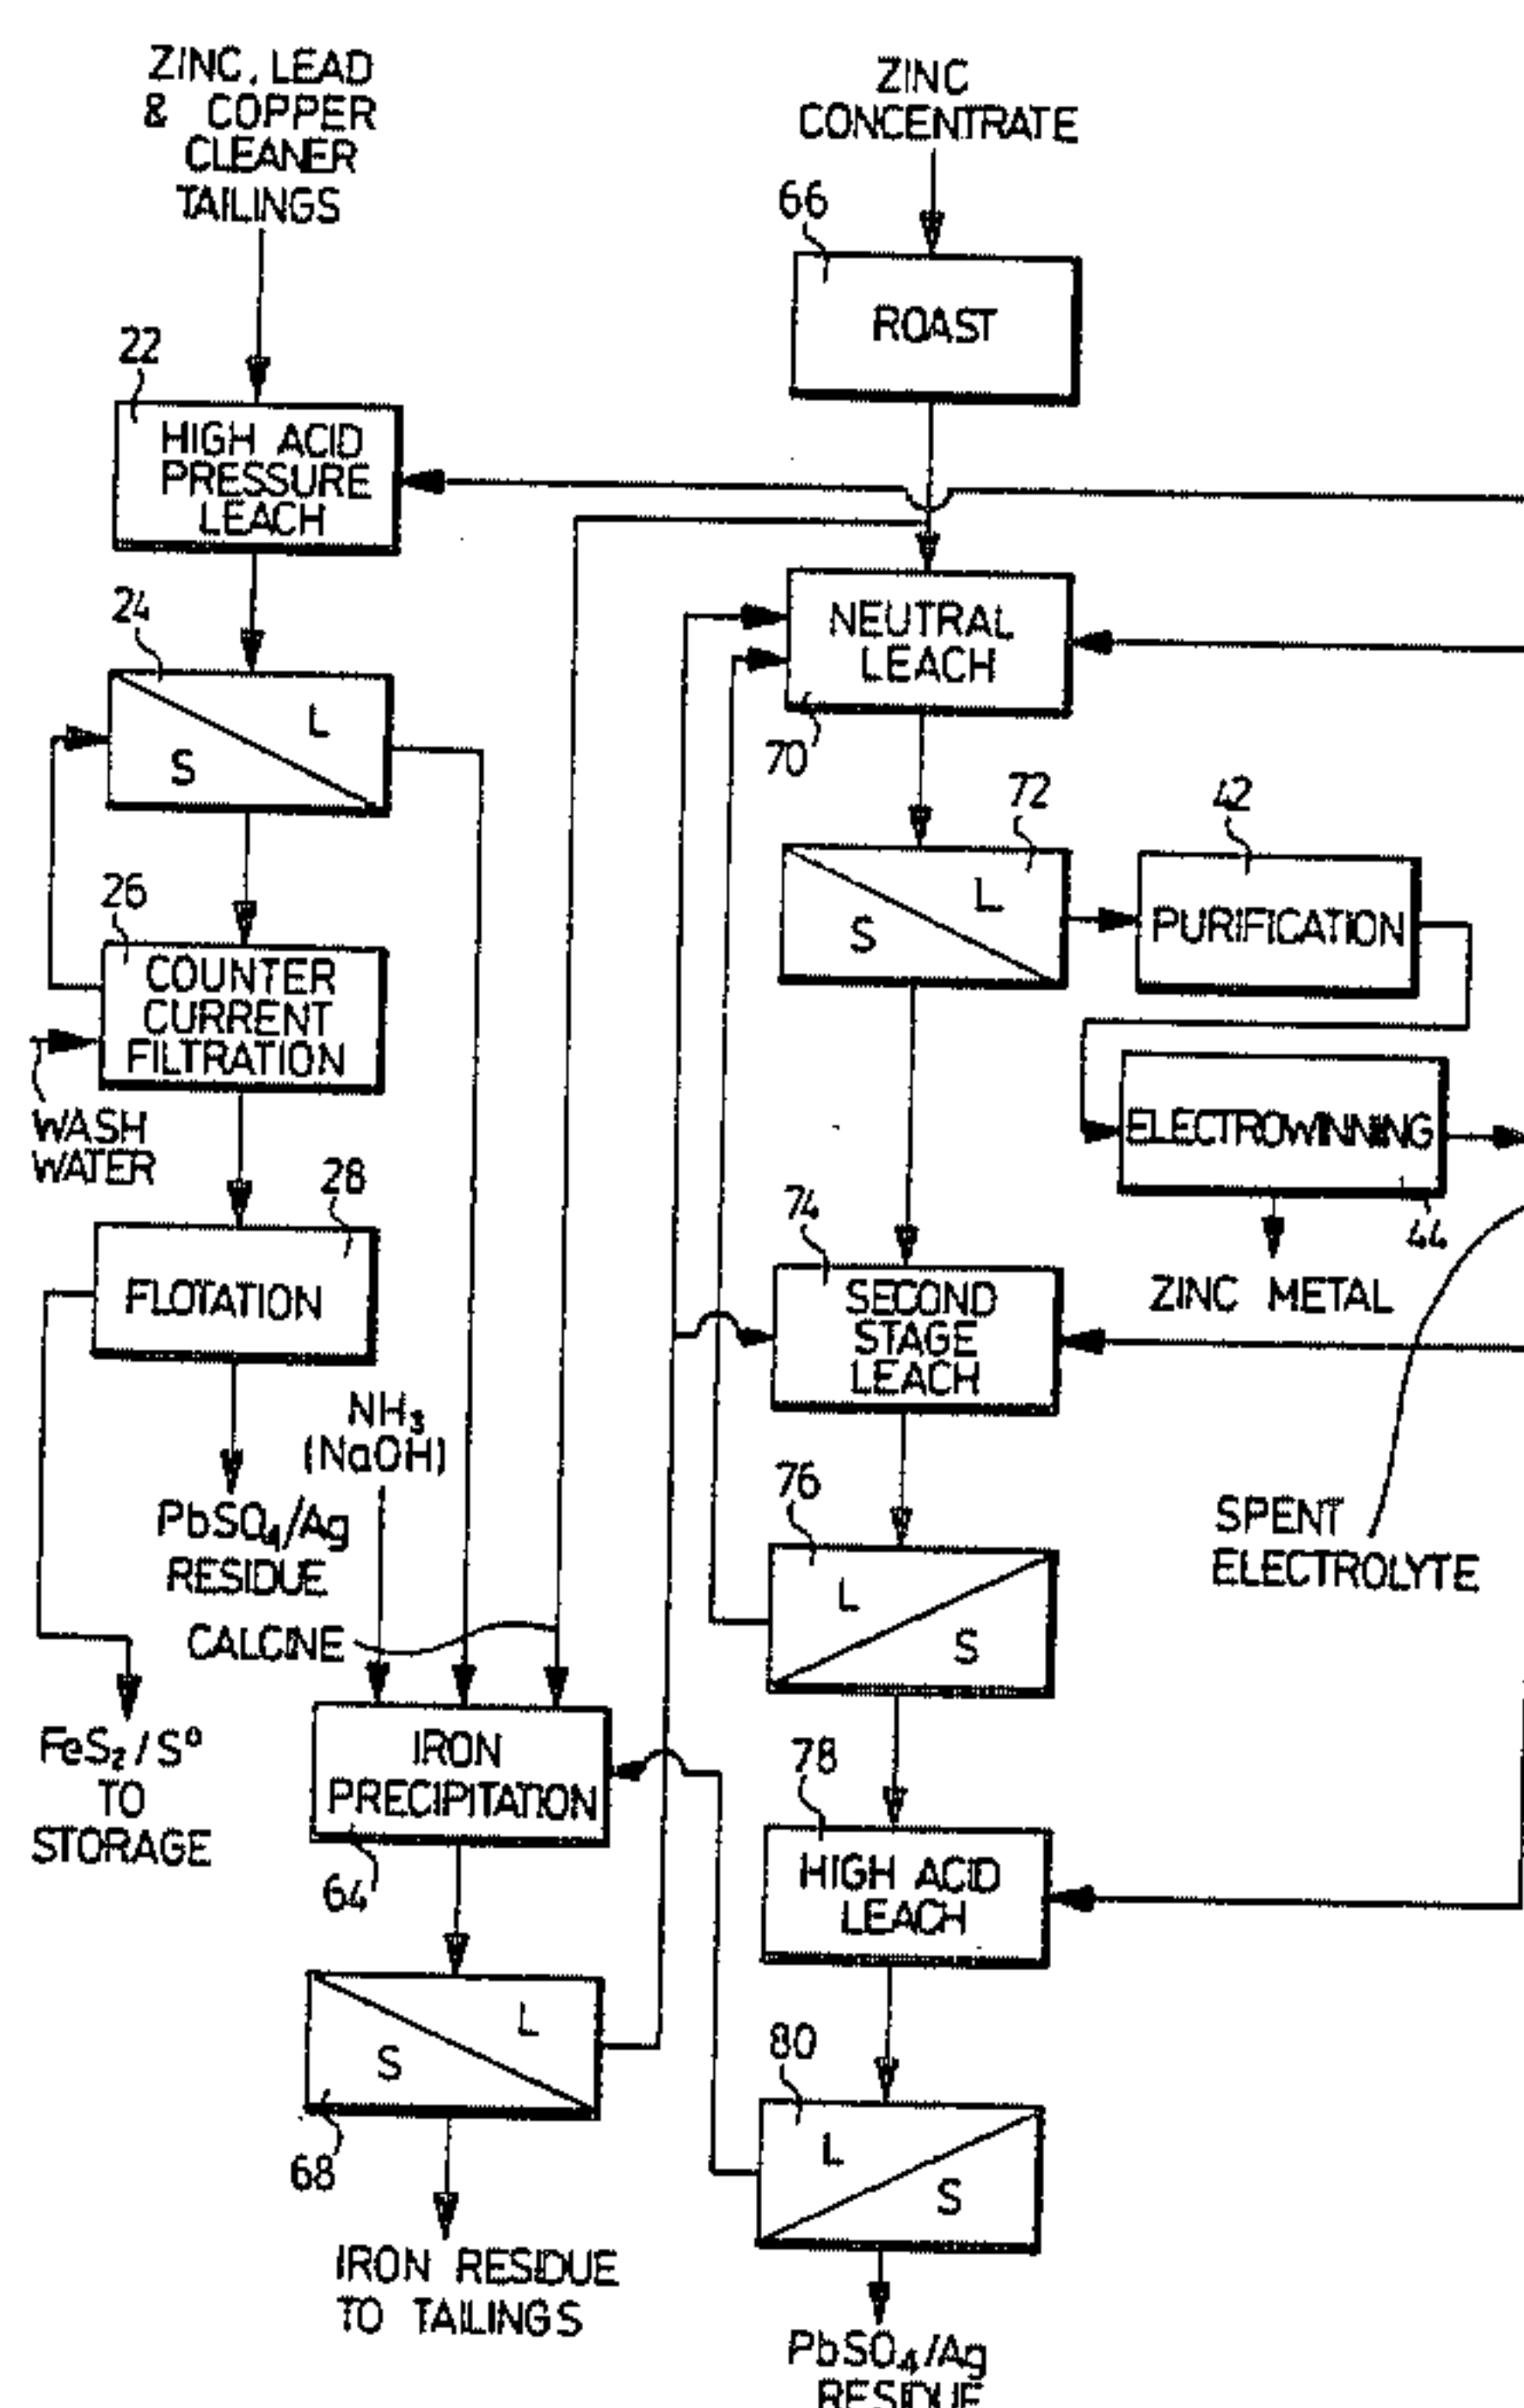 ZINC, LEAD
& COPPER
CLEANER
TAILINGS
22
HIGH ACID
PRESSURE
LEACH
24
L
S
26
COUNTER
CURRENT
FILTRATION
WASH
WATER
28
FLOTATION
PbSO₄/Ag
RESIDUE
FeS₂/S⁰
TO
STORAGE
NH₃
(NaOH)
CALCINE
IRON
PRECIPITATION
64
L
S
68
IRON RESIDUE
TO TAILINGS
ZINC
CONCENTRATE
66
ROAST
NEUTRAL
LEACH
70
72
L
S
42
PURIFICATION
ELECTROWINNING
44
ZINC METAL
74
SECOND
STAGE
LEACH
SPENT
ELECTROLYTE
76
L
S
78
HIGH ACID
LEACH
80
L
S
PbSO₄/Ag
RESIDUE